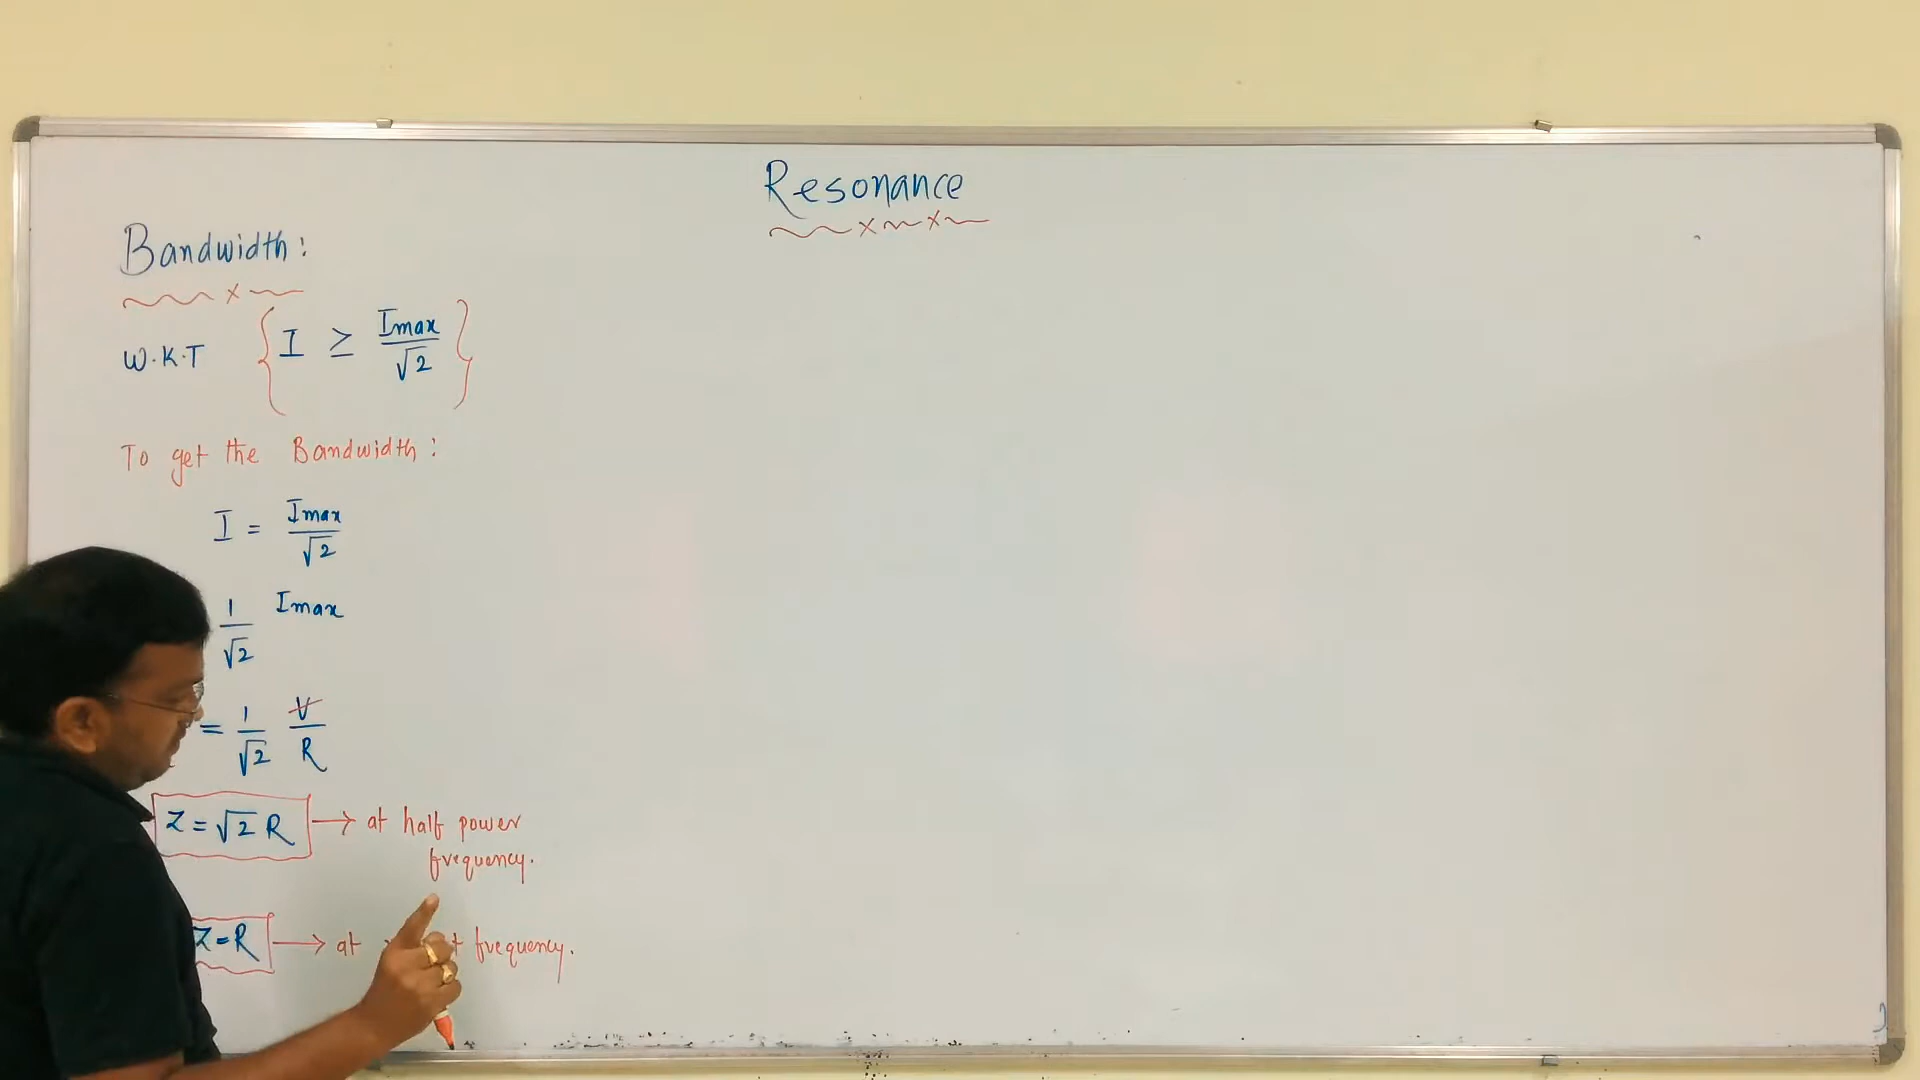 Resonance
Bandwidth:
W.K.T { I ≥ Imax/√2 }
To get the Bandwidth:
I = Imax/√2
1/√2 Imax
= 1/√2 V/R
Z = √2 R → at half power
frequency.
Z = R → at frequency.